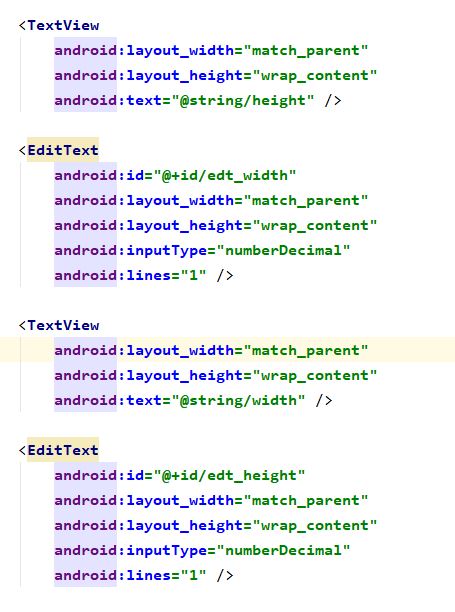 <TextView
android:layout_width="match_parent"
android:layout_height="wrap_content"
android:text="@string/height" />
<EditText
android:id="@+id/edt_width"
android:layout_width="match_parent"
android:layout_height="wrap_content"
android:inputType="numberDecimal"
android:lines="1" />
<TextView
android:layout_width="match_parent"
android:layout_height="wrap_content"
android:text="@string/width" />
<EditText
android:id="@+id/edt_height"
android:layout_width="match_parent"
android:layout_height="wrap_content"
android:inputType="numberDecimal"
android:lines="1" />